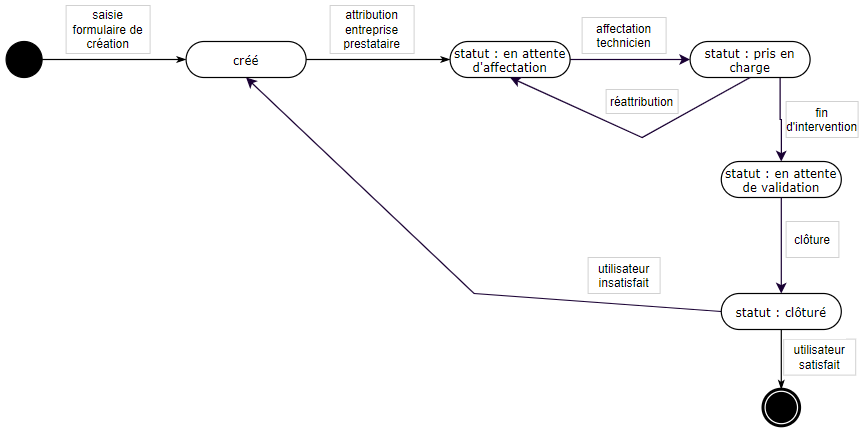 saisie
formulaire de
création
créé
attribution
entreprise
prestataire
statut : en attente
d'affectation
affectation
technicien
statut : pris en
charge
réattribution
fin
d'intervention
statut : en attente
de validation
clôture
utilisateur
insatisfait
statut : clôturé
utilisateur
satisfait